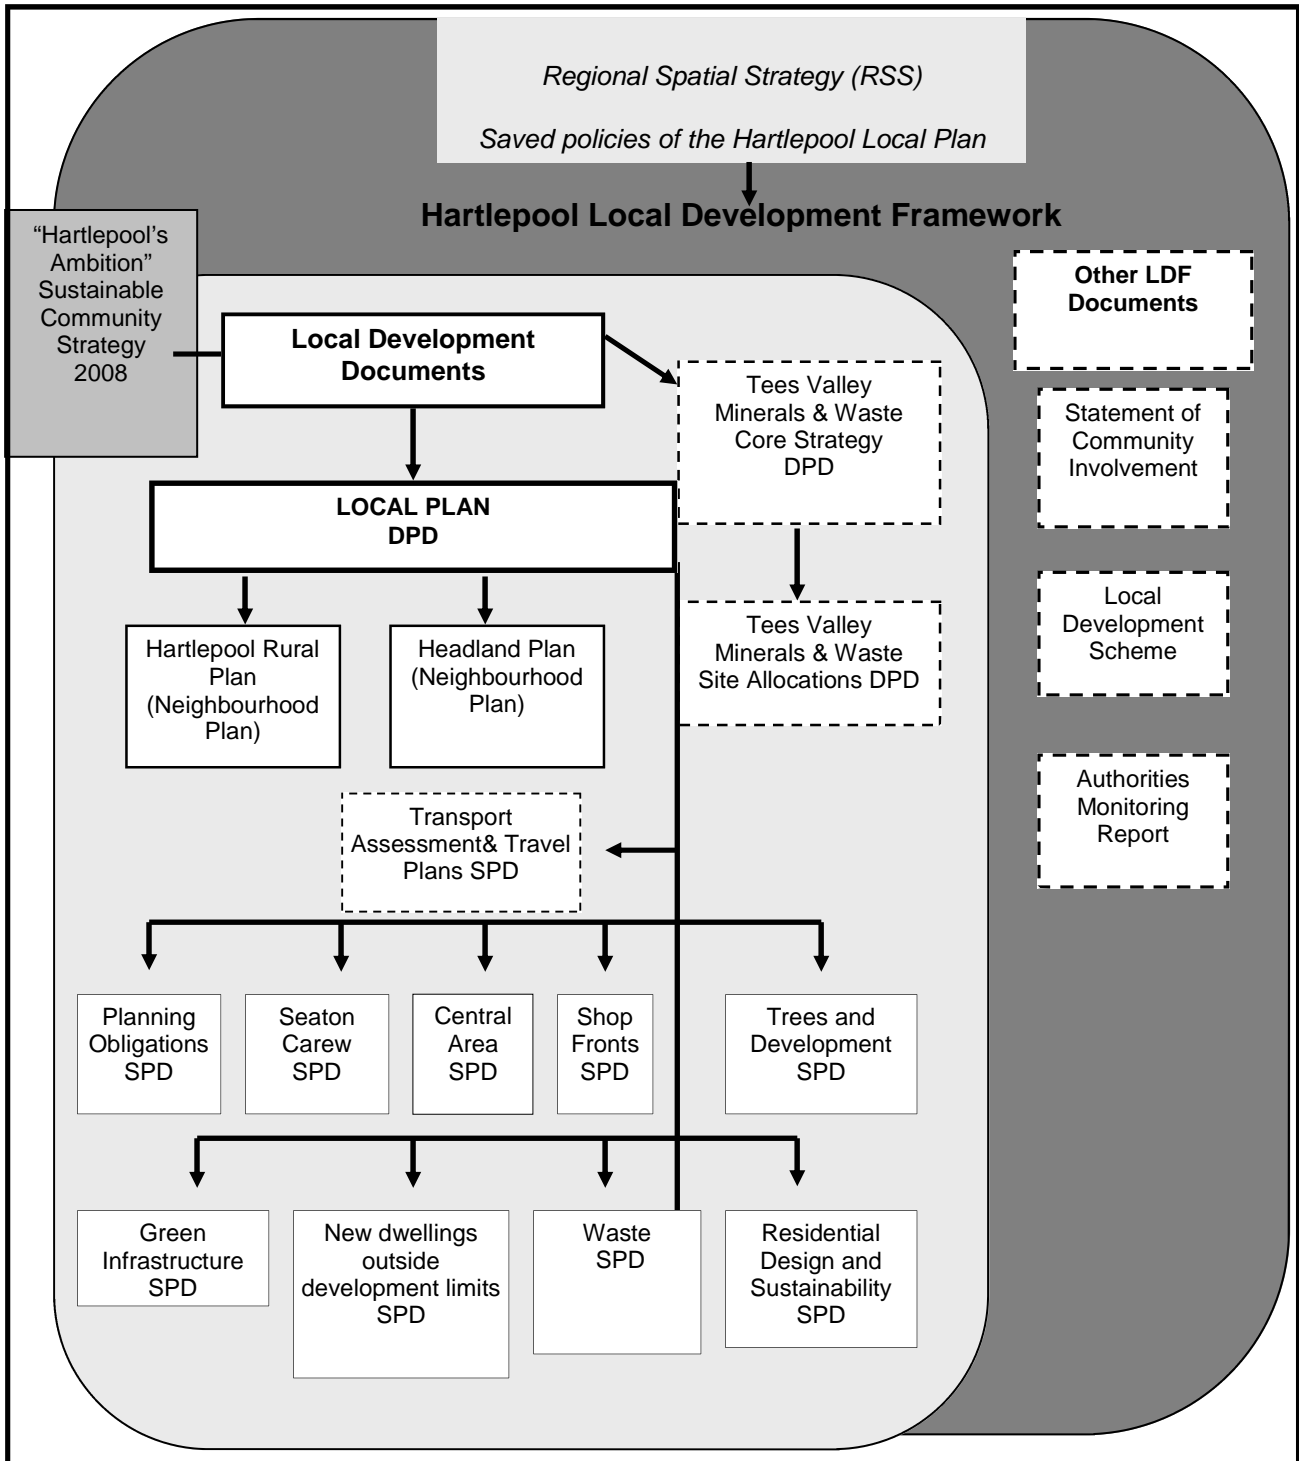 Regional Spatial Strategy (RSS)
Saved policies of the Hartlepool Local Plan
Hartlepool Local Development Framework
“Hartlepool’s
Ambition”
Sustainable
Community
Strategy
2008
Local Development
Documents
Other LDF
Documents
Tees Valley
Minerals & Waste
Core Strategy
DPD
Statement of
Community
Involvement
LOCAL PLAN
DPD
Hartlepool Rural
Plan
(Neighbourhood
Plan)
Headland Plan
(Neighbourhood
Plan)
Tees Valley
Minerals & Waste
Site Allocations DPD
Local
Development
Scheme
Transport
Assessment& Travel
Plans SPD
Authorities
Monitoring
Report
Planning
Obligations
SPD
Seaton
Carew
SPD
Central
Area
SPD
Shop
Fronts
SPD
Trees and
Development
SPD
Green
Infrastructure
SPD
New dwellings
outside
development limits
SPD
Waste
SPD
Residential
Design and
Sustainability
SPD